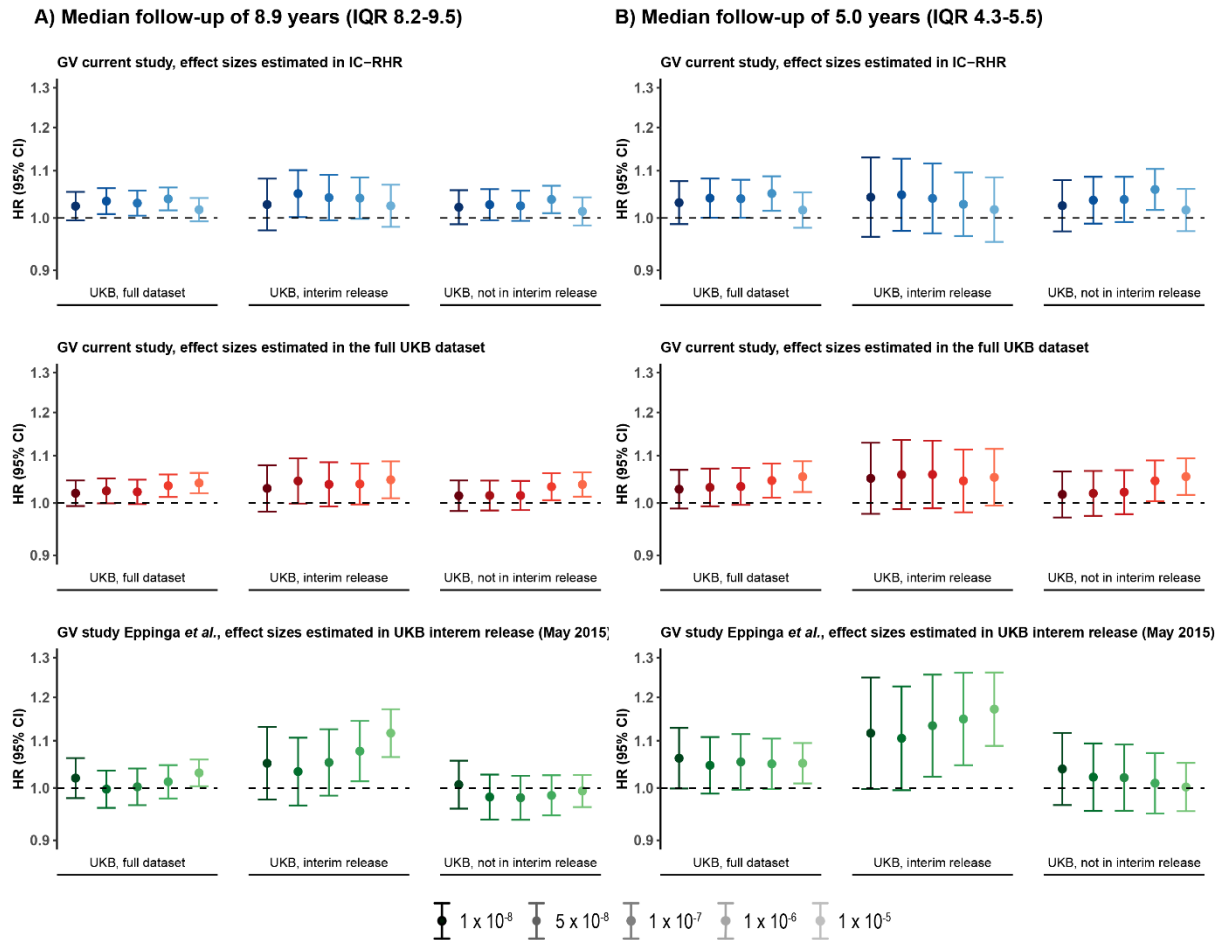 A) Median follow-up of 8.9 years (IQR 8.2-9.5)
GV current study, effect sizes estimated in IC−RHR
HR (95% CI)
1.3
1.2
1.1
1.0
0.9
UKB, full dataset
UKB, interim release
UKB, not in interim release
GV current study, effect sizes estimated in the full UKB dataset
HR (95% CI)
1.3
1.2
1.1
1.0
0.9
UKB, full dataset
UKB, interim release
UKB, not in interim release
GV study Eppinga et al., effect sizes estimated in UKB interem release (May 2015)
HR (95% CI)
1.3
1.2
1.1
1.0
0.9
UKB, full dataset
UKB, interim release
UKB, not in interim release
B) Median follow-up of 5.0 years (IQR 4.3-5.5)
GV current study, effect sizes estimated in IC−RHR
HR (95% CI)
1.3
1.2
1.1
1.0
0.9
UKB, full dataset
UKB, interim release
UKB, not in interim release
GV current study, effect sizes estimated in the full UKB dataset
HR (95% CI)
1.3
1.2
1.1
1.0
0.9
UKB, full dataset
UKB, interim release
UKB, not in interim release
GV study Eppinga et al., effect sizes estimated in UKB interem release (May 2015)
HR (95% CI)
1.3
1.2
1.1
1.0
0.9
UKB, full dataset
UKB, interim release
UKB, not in interim release
1 x 10⁻⁸ 5 x 10⁻⁸ 1 x 10⁻⁷ 1 x 10⁻⁶ 1 x 10⁻⁵